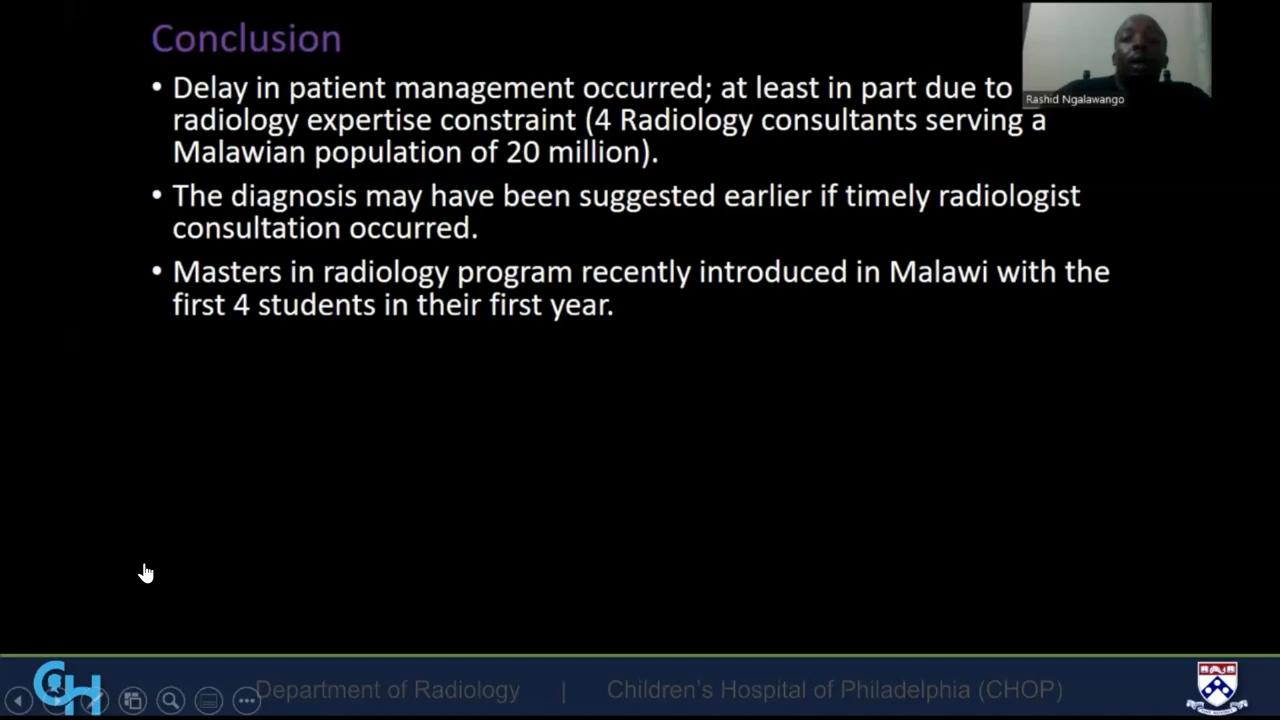 Conclusion
• Delay in patient management occurred; at least in part due to
radiology expertise constraint (4 Radiology consultants serving a
Malawian population of 20 million).
• The diagnosis may have been suggested earlier if timely radiologist
consultation occurred.
• Masters in radiology program recently introduced in Malawi with the
first 4 students in their first year.
Rashid Ngalawango
Department of Radiology | Children's Hospital of Philadelphia (CHOP)